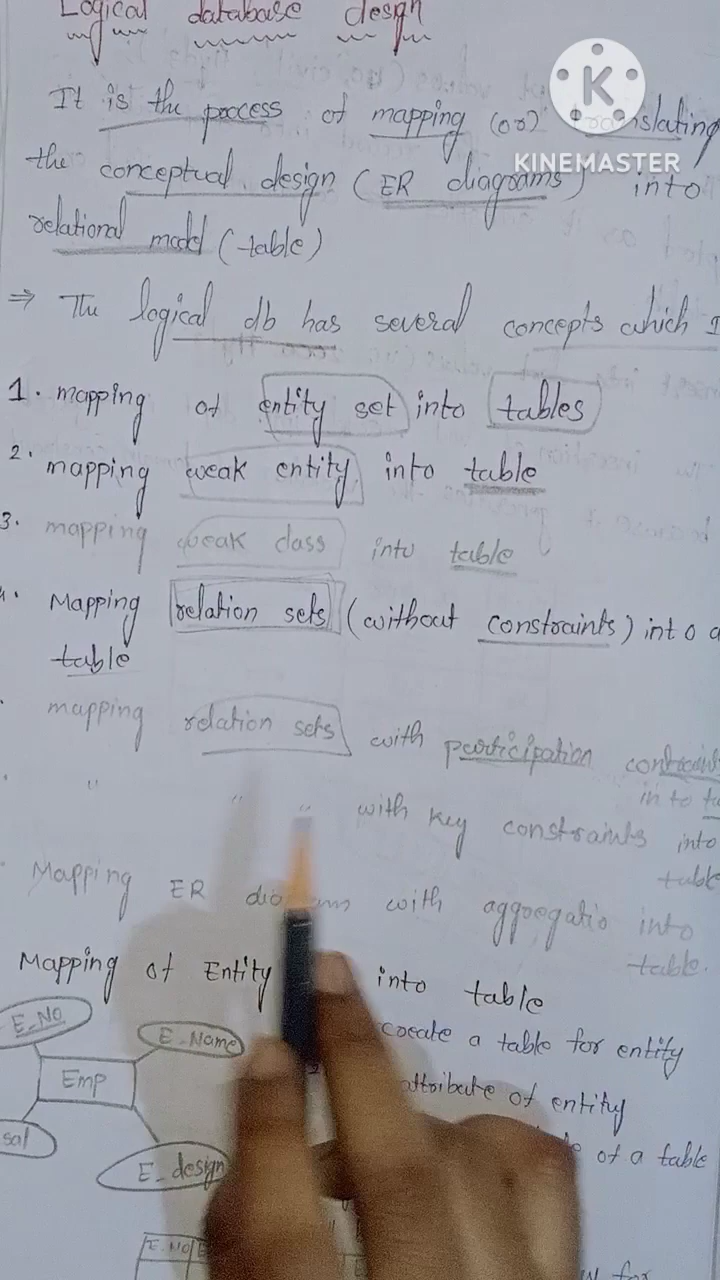 Logical database design
It is the process of mapping (or) translating
KINEMASTER
the conceptual design (ER diagrams) into
relational model (table)
⇒ The logical db has several concepts which
1. mapping of entity set into tables
2. mapping weak entity into table
3. mapping weak class into table
Mapping relation sets (without constraints) into a
table
mapping relation sets with participation
into
" " " with key constraints into
table
Mapping ER with aggregatio into
table.
Mapping of Entity into table
E_No
E_Name
create a table for entity
Emp
attribute of entity
sal
of a table
E_design
E.NO